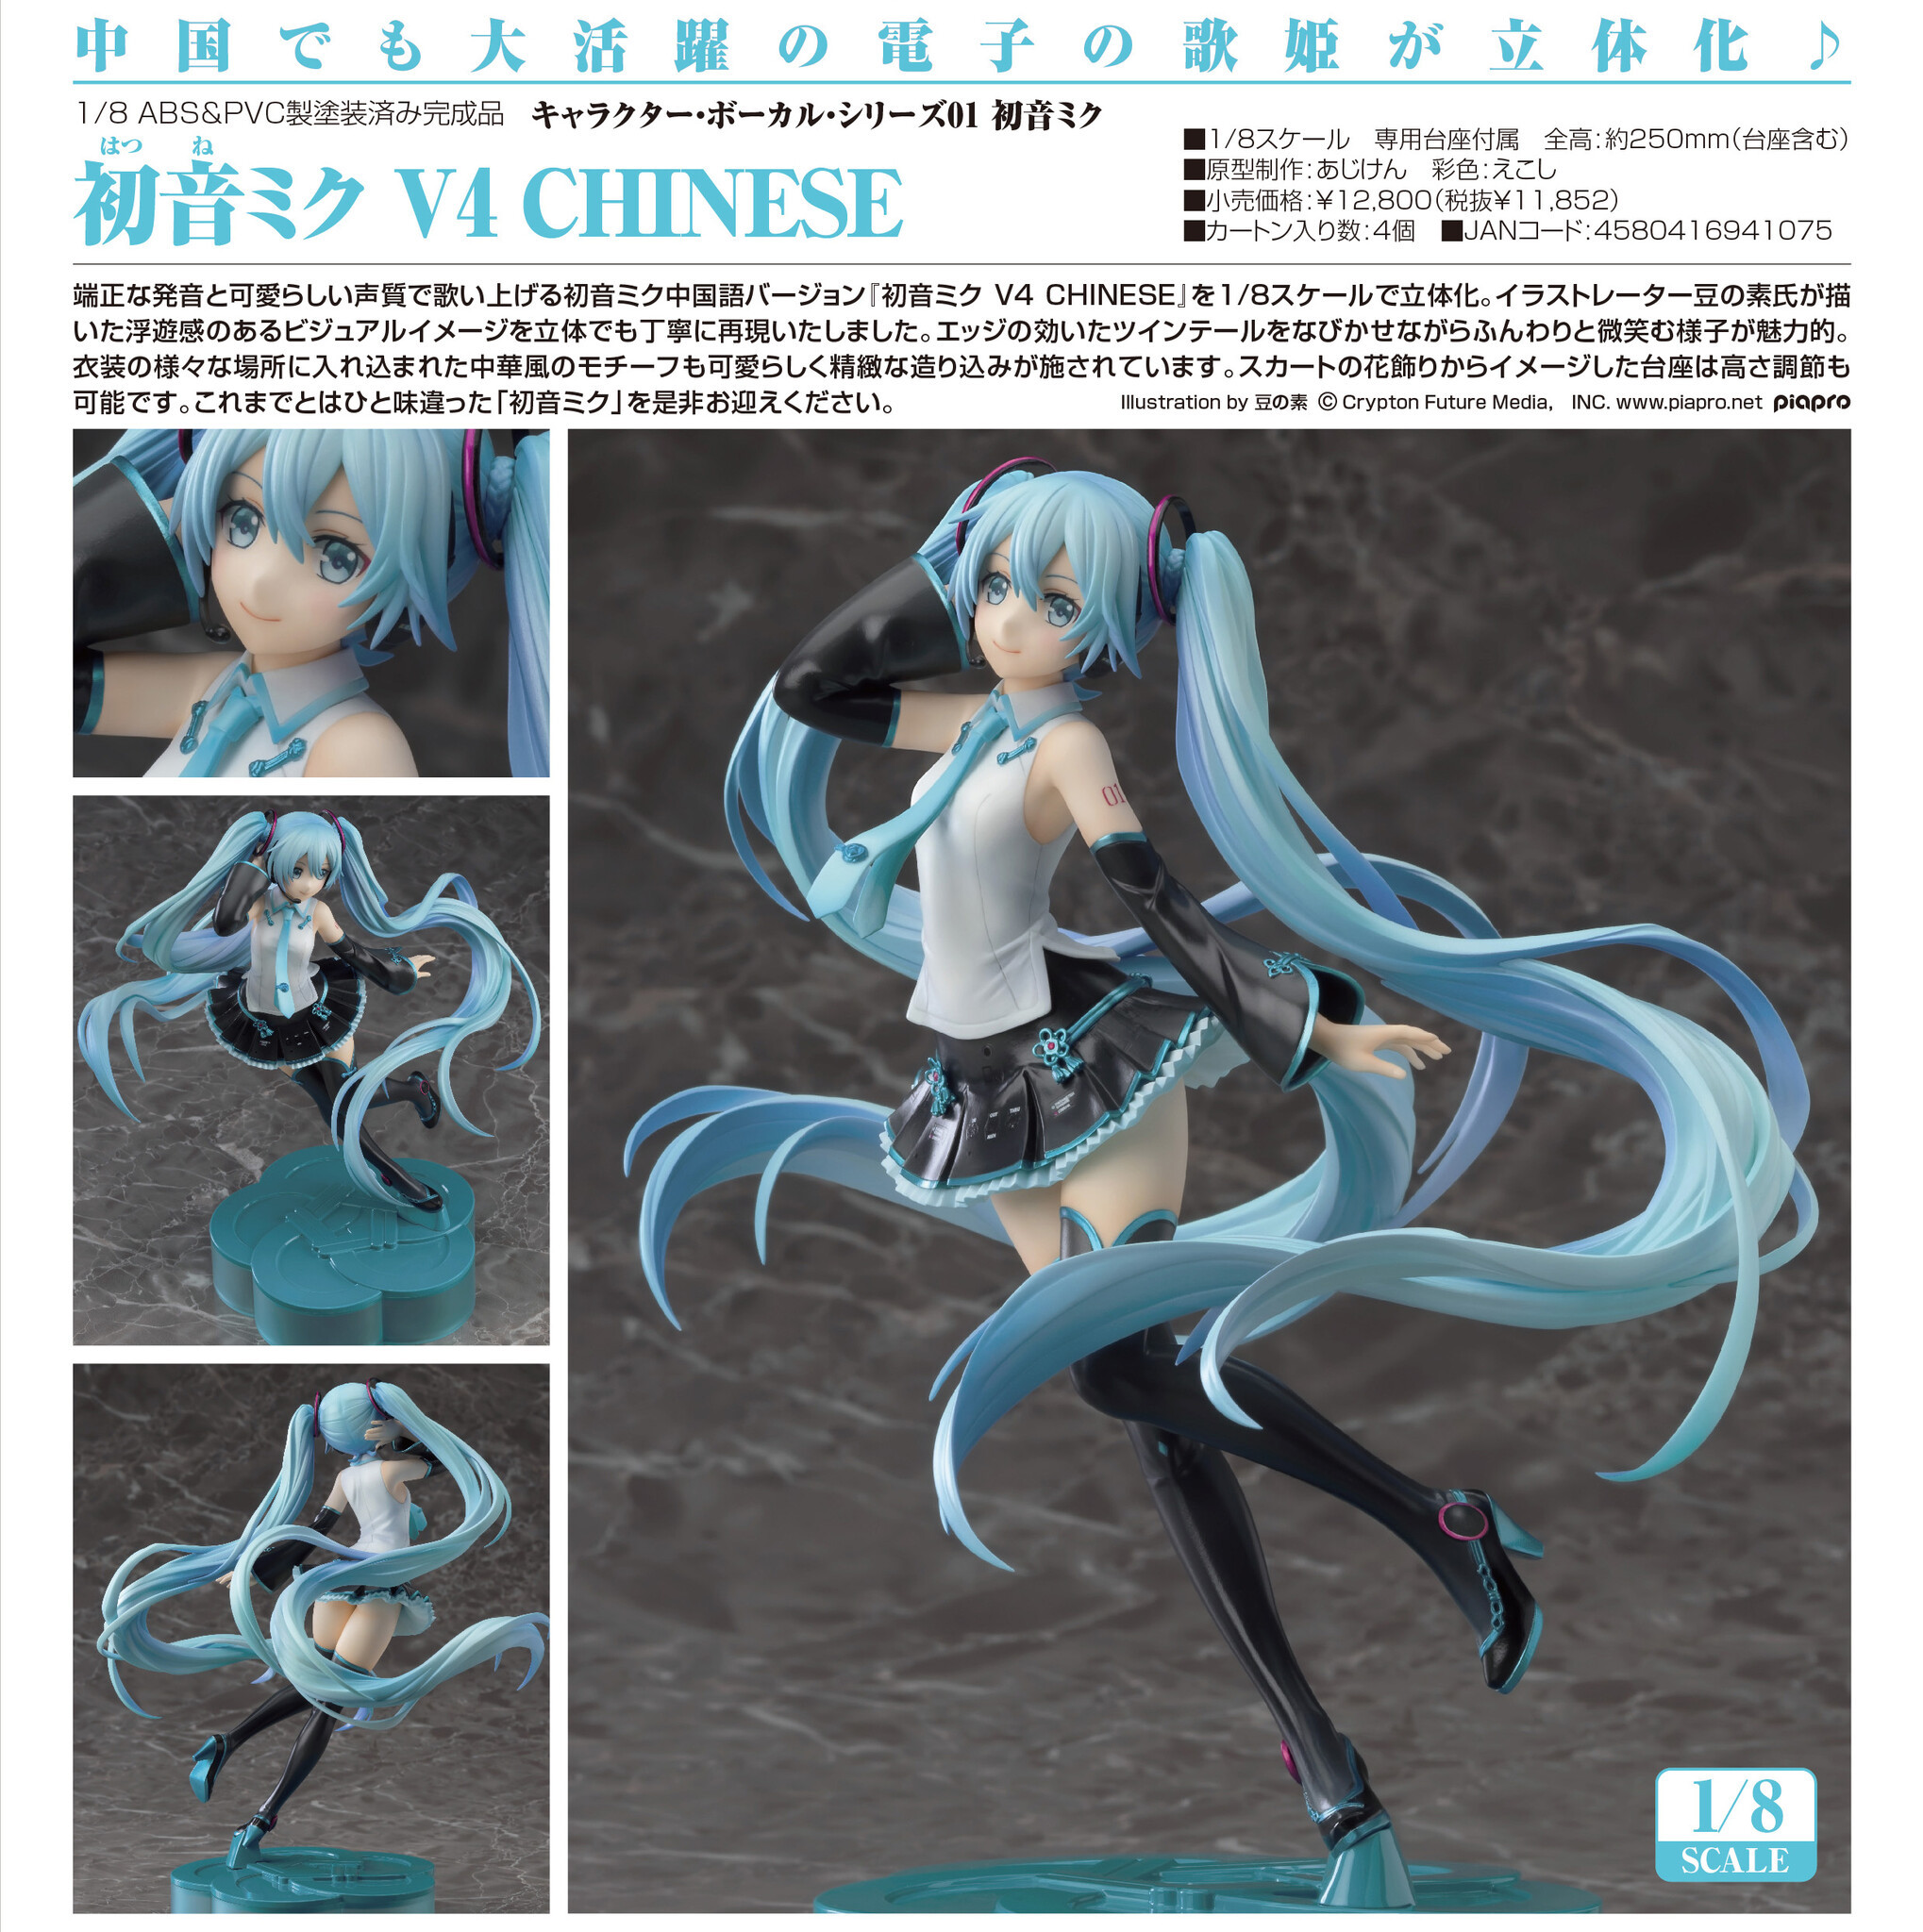 中国でも大活躍の電子の歌姫が立体化♪
1/8 ABS&PVC製塗装済み完成品 キャラクター・ボーカル・シリーズ01 初音ミク
はつ ね
初音ミク V4 CHINESE
■1/8スケール 専用台座付属 全高:約250mm(台座含む)
■原型制作:あじけん 彩色:えこし
■小売価格:¥12,800(税抜¥11,852)
■カートン入り数:4個 ■JANコード:4580416941075
端正な発音と可愛らしい声質で歌い上げる初音ミク中国語バージョン『初音ミク V4 CHINESE』を1/8スケールで立体化。イラストレーター豆の素氏が描
いた浮遊感のあるビジュアルイメージを立体でも丁寧に再現いたしました。エッジの効いたツインテールをなびかせながらふんわりと微笑む様子が魅力的。
衣装の様々な場所に入れ込まれた中華風のモチーフも可愛らしく精緻な造り込みが施されています。スカートの花飾りからイメージした台座は高さ調節も
可能です。これまでとはひと味違った「初音ミク」を是非お迎えください。
Illustration by 豆の素 © Crypton Future Media, INC. www.piapro.net piapro
01
1/8
SCALE